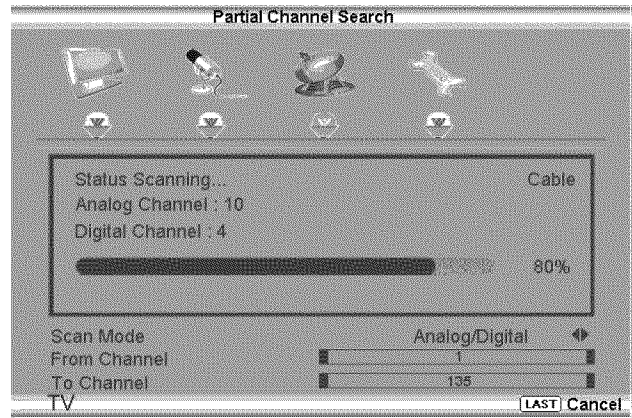 Partial Channel Search
Status Scanning... Cable
Analog Channel : 10
Digital Channel : 4
80%
Scan Mode Analog/Digital
From Channel 1
To Channel 135
TV LAST Cancel